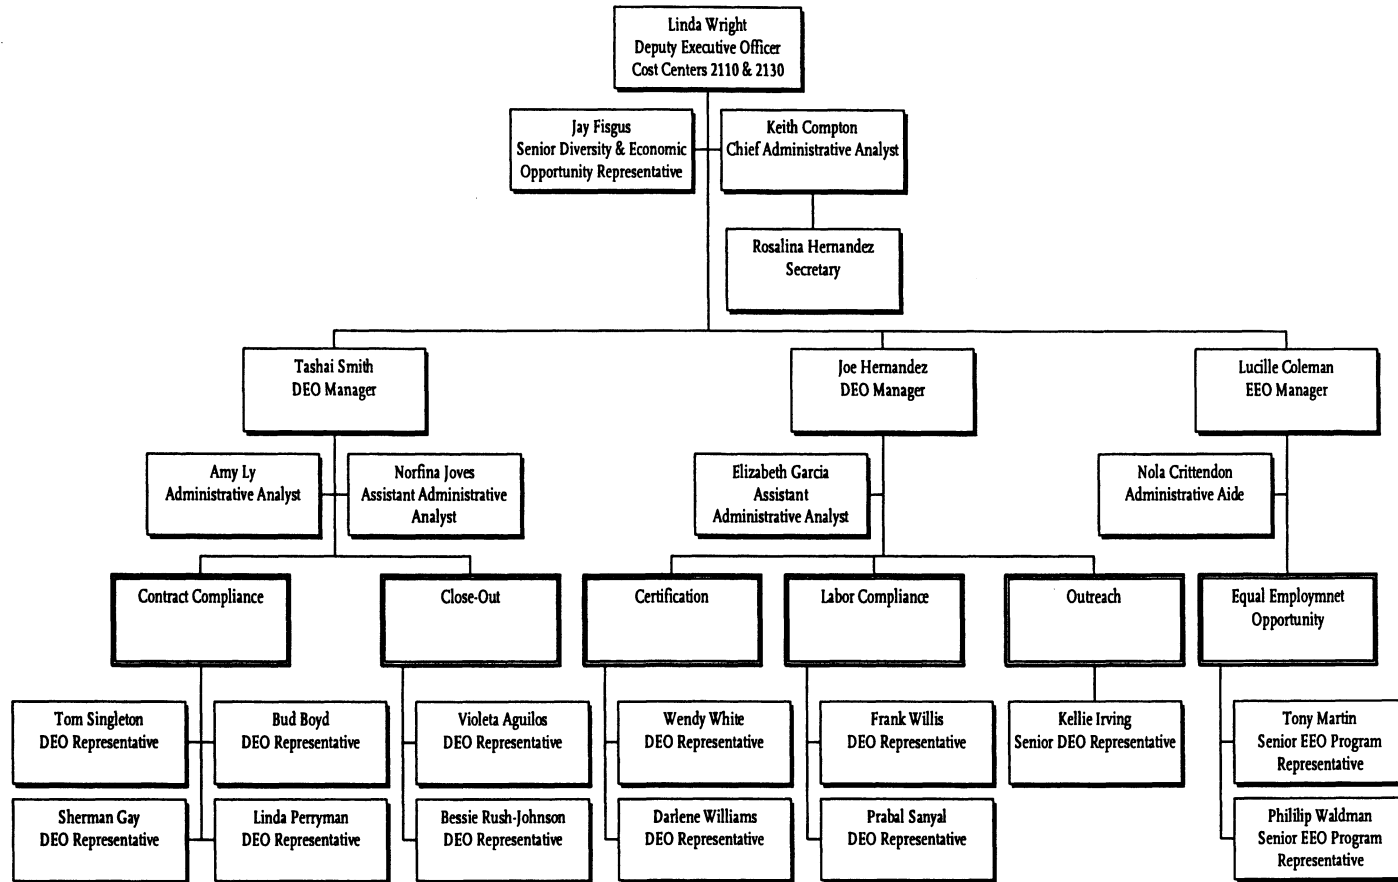 Linda Wright
Deputy Executive Officer
Cost Centers 2110 & 2130
Jay Fisgus
Senior Diversity & Economic
Opportunity Representative
Keith Compton
Chief Administrative Analyst
Rosalina Hernandez
Secretary
Tashai Smith
DEO Manager
Joe Hernandez
DEO Manager
Lucille Coleman
EEO Manager
Amy Ly
Administrative Analyst
Norfina Joves
Assistant Administrative
Analyst
Elizabeth Garcia
Assistant
Administrative Analyst
Nola Crittendon
Administrative Aide
Contract Compliance
Close-Out
Certification
Labor Compliance
Outreach
Equal Employmnet
Opportunity
Tom Singleton
DEO Representative
Bud Boyd
DEO Representative
Violeta Aguilos
DEO Representative
Wendy White
DEO Representative
Frank Willis
DEO Representative
Kellie Irving
Senior DEO Representative
Tony Martin
Senior EEO Program
Representative
Sherman Gay
DEO Representative
Linda Perryman
DEO Representative
Bessie Rush-Johnson
DEO Representative
Darlene Williams
DEO Representative
Prabal Sanyal
DEO Representative
Phililip Waldman
Senior EEO Program
Representative